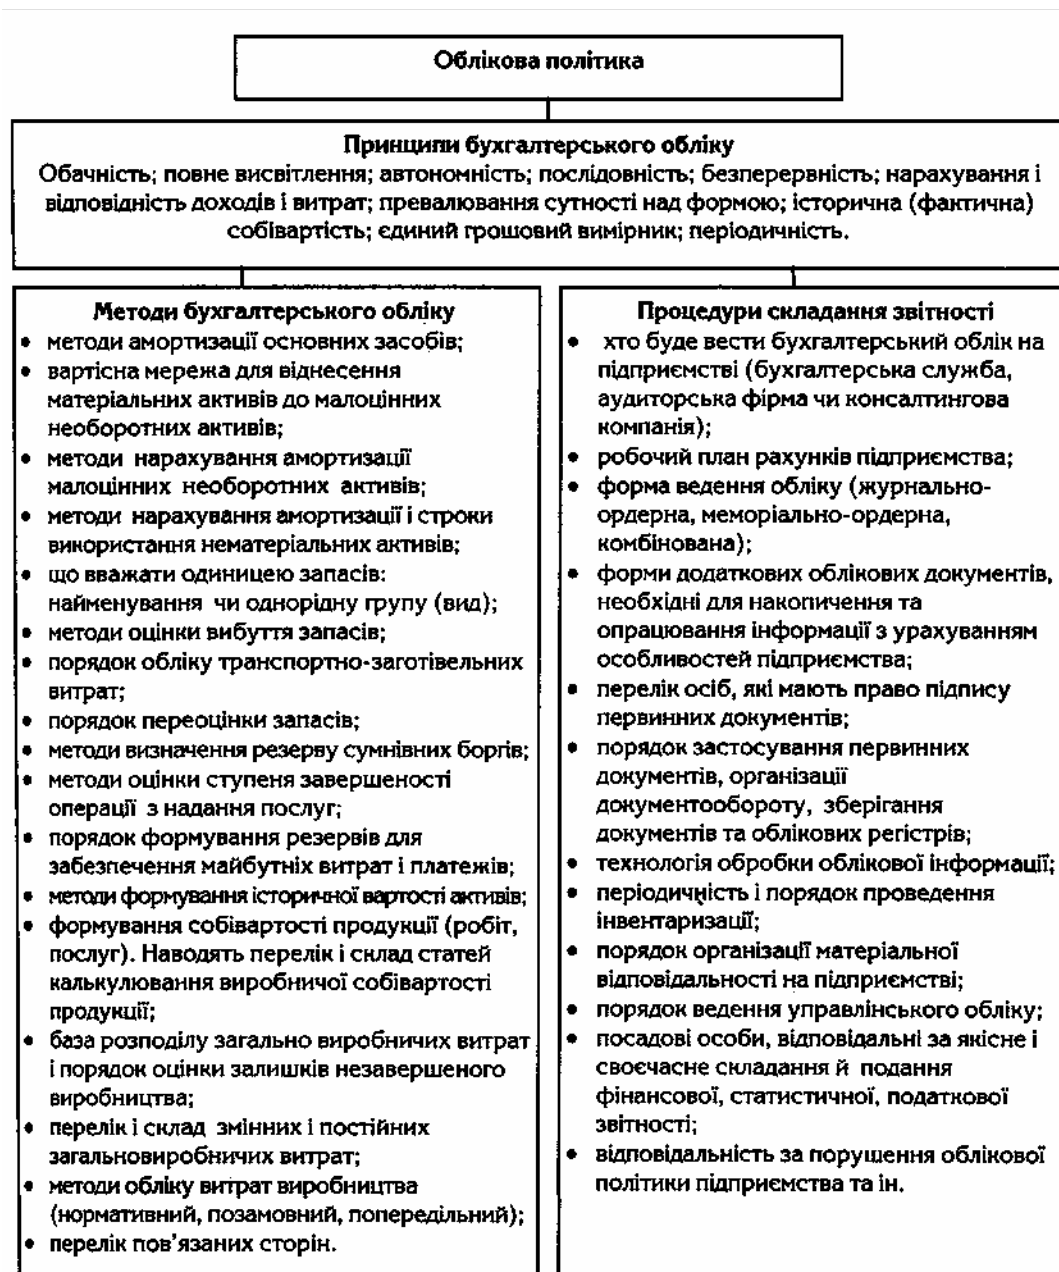 Облікова політика
Принципи бухгалтерського обліку
Обачність; повне висвітлення; автономність; послідовність; безперервність; нарахування і
відповідність доходів і витрат; превалювання сутності над формою; історична (фактична)
собівартість; єдиний грошовий вимірник; періодичність.
Методи бухгалтерського обліку
• методи амортизації основних засобів;
• вартісна мережа для віднесення
матеріальних активів до малоцінних
необоротних активів;
• методи нарахування амортизації
малоцінних необоротних активів;
• методи нарахування амортизації і строки
використання нематеріальних активів;
• що вважати одиницею запасів:
найменування чи однорідну групу (вид);
• методи оцінки вибуття запасів;
• порядок обліку транспортно-заготівельних
витрат;
• порядок переоцінки запасів;
• методи визначення резерву сумнівних боргів;
• методи оцінки ступеня завершеності
операції з надання послуг;
• порядок формування резервів для
забезпечення майбутніх витрат і платежів;
• методи формування історичної вартості активів;
• формування собівартості продукції (робіт,
послуг). Наводять перелік і склад статей
калькулювання виробничої собівартості
продукції;
• база розподілу загально виробничих витрат
і порядок оцінки залишків незавершеного
виробництва;
• перелік і склад змінних і постійних
загальновиробничих витрат;
• методи обліку витрат виробництва
(нормативний, позамовний, попередільний);
• перелік пов’язаних сторін.
Процедури складання звітності
• хто буде вести бухгалтерський облік на
підприємстві (бухгалтерська служба,
аудиторська фірма чи консалтингова
компанія);
• робочий план рахунків підприємства;
• форма ведення обліку (журнально-
ордерна, меморіально-ордерна,
комбінована);
• форми додаткових облікових документів,
необхідні для накопичення та
опрацювання інформації з урахуванням
особливостей підприємства;
• перелік осіб, які мають право підпису
первинних документів;
• порядок застосування первинних
документів, організації
документообороту, зберігання
документів та облікових регістрів;
• технологія обробки облікової інформації;
• періодичність і порядок проведення
інвентаризації;
• порядок організації матеріальної
відповідальності на підприємстві;
• порядок ведення управлінського обліку;
• посадові особи, відповідальні за якісне і
своєчасне складання й подання
фінансової, статистичної, податкової
звітності;
• відповідальність за порушення облікової
політики підприємства та ін.